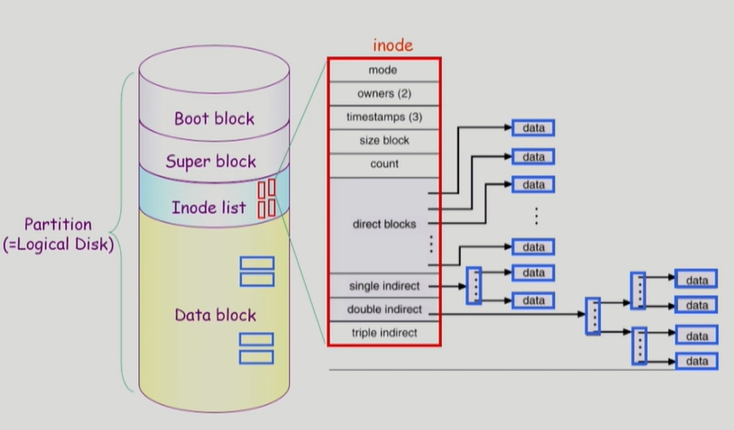 inode
mode
owners (2)
timestamps (3)
size block
count
direct blocks
single indirect
double indirect
triple indirect
Boot block
Super block
Inode list
Data block
Partition
(=Logical Disk)
data
data
data
data
data
data
data
data
data
data